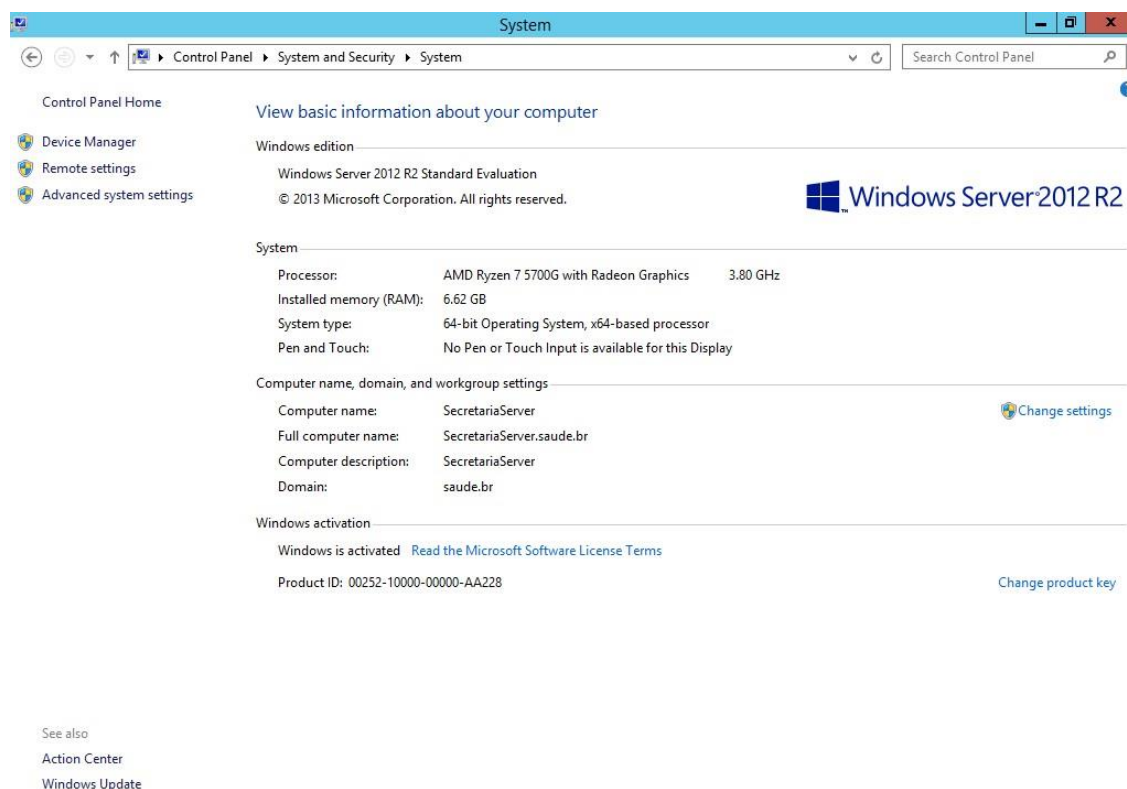 System
Control Panel System and Security System
Search Control Panel
Control Panel Home
Device Manager
Remote settings
Advanced system settings
View basic information about your computer
Windows edition
Windows Server 2012 R2 Standard Evaluation
© 2013 Microsoft Corporation. All rights reserved.
Windows Server 2012 R2
System
Processor: AMD Ryzen 7 5700G with Radeon Graphics 3.80 GHz
Installed memory (RAM): 6.62 GB
System type: 64-bit Operating System, x64-based processor
Pen and Touch: No Pen or Touch Input is available for this Display
Computer name, domain, and workgroup settings
Computer name: SecretariaServer
Change settings
Full computer name: SecretariaServer.saude.br
Computer description: SecretariaServer
Domain: saude.br
Windows activation
Windows is activated Read the Microsoft Software License Terms
Product ID: 00252-10000-00000-AA228
Change product key
See also
Action Center
Windows Update